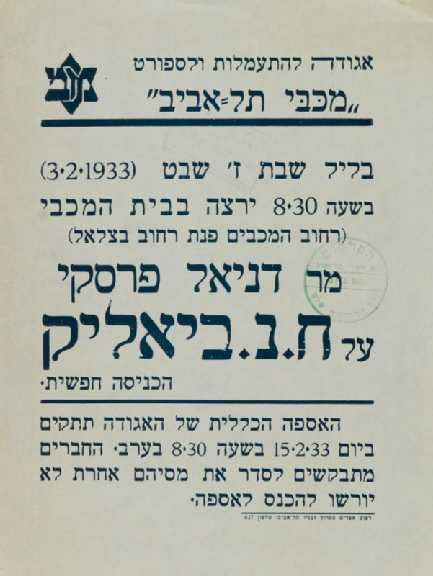 אגודה להתעמלות ולספורט
„מכבי תל=אביב"
בליל שבת ז' שבט (3·2·1933)
בשעה 8·30 ירצה בבית המכבי
(רחוב המכבים פנת רחוב בצלאל)
מר דניאל פרסקי
על ח.נ.ביאליק
הכניסה חפשית·
האספה הכללית של האגודה תתקים
ביום 15·2·33 בשעה 8·30 בערב· החברים
מתבקשים לסדר את מסיהם אחרת לא
יורשו להכנס לאספה·